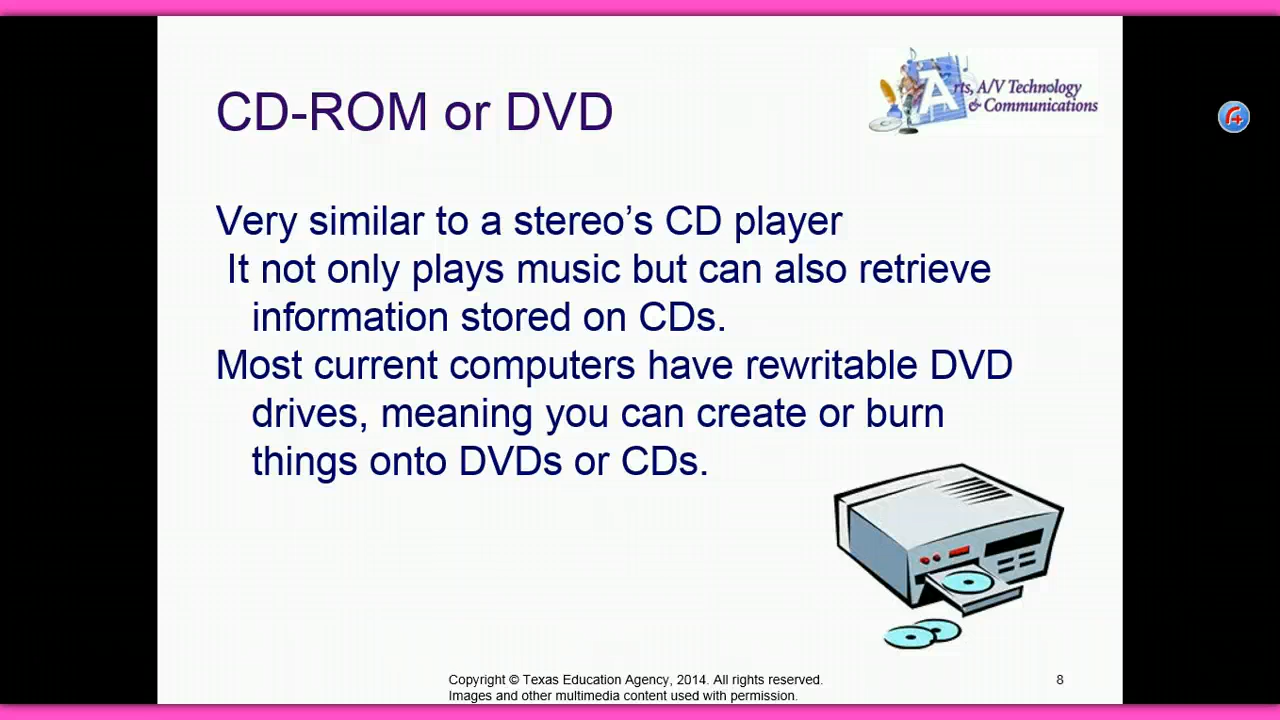 Arts, A/V Technology
& Communications
CD-ROM or DVD
Very similar to a stereo’s CD player
It not only plays music but can also retrieve
information stored on CDs.
Most current computers have rewritable DVD
drives, meaning you can create or burn
things onto DVDs or CDs.
Copyright © Texas Education Agency, 2014. All rights reserved.
Images and other multimedia content used with permission.
8